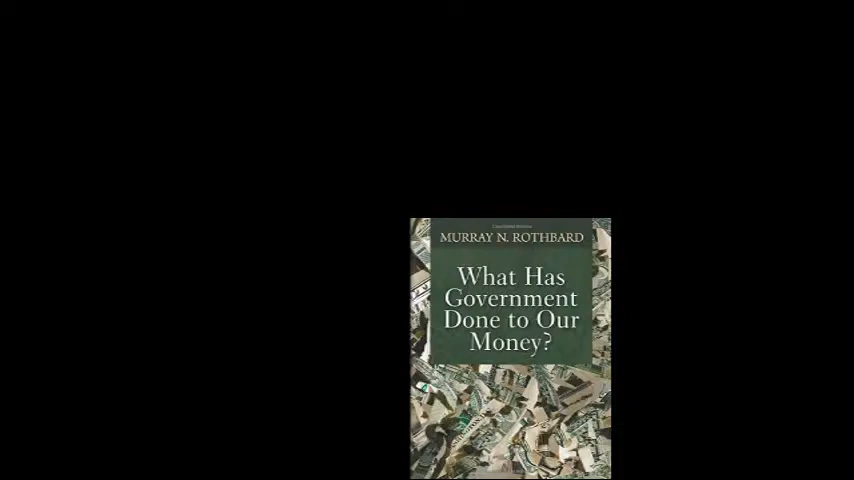 MURRAY N. ROTHBARD
What Has
Government
Done to Our
Money?